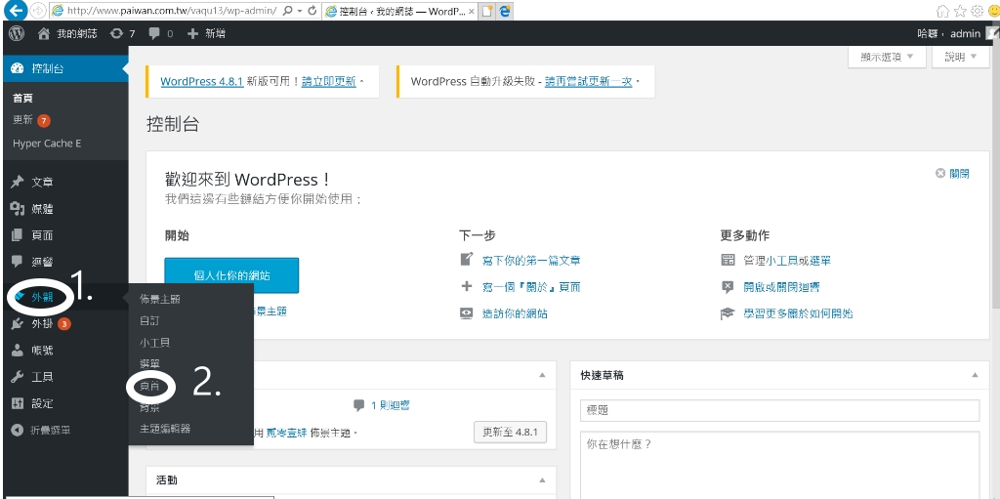 http://www.paiwan.com.tw/vaqu13/wp-admin/
控制台 ‹ 我的網誌 — WordP...
我的網誌 7 0 新增
哈囉，admin
控制台
首頁
更新 7
Hyper Cache E
文章
媒體
頁面
迴響
外觀
1.
外掛 3
帳號
工具
設定
折疊選單
佈景主題
自訂
小工具
選單
頁首
2.
背景
主題編輯器
顯示選項
說明
WordPress 4.8.1 新版可用！請立即更新。
WordPress 自動升級失敗 - 請再嘗試更新一次。
控制台
歡迎來到 WordPress！
我們這邊有些鏈結方便你開始使用：
關閉
開始
個人化你的網站
景主題
下一步
寫下你的第一篇文章
寫一個『關於』頁面
造訪你的網站
更多動作
管理小工具或選單
開啟或關閉迴響
學習更多關於如何開始
1 則迴響
用 貳零壹肆 佈景主題。
更新至 4.8.1
活動
快速草稿
標題
你在想什麼？